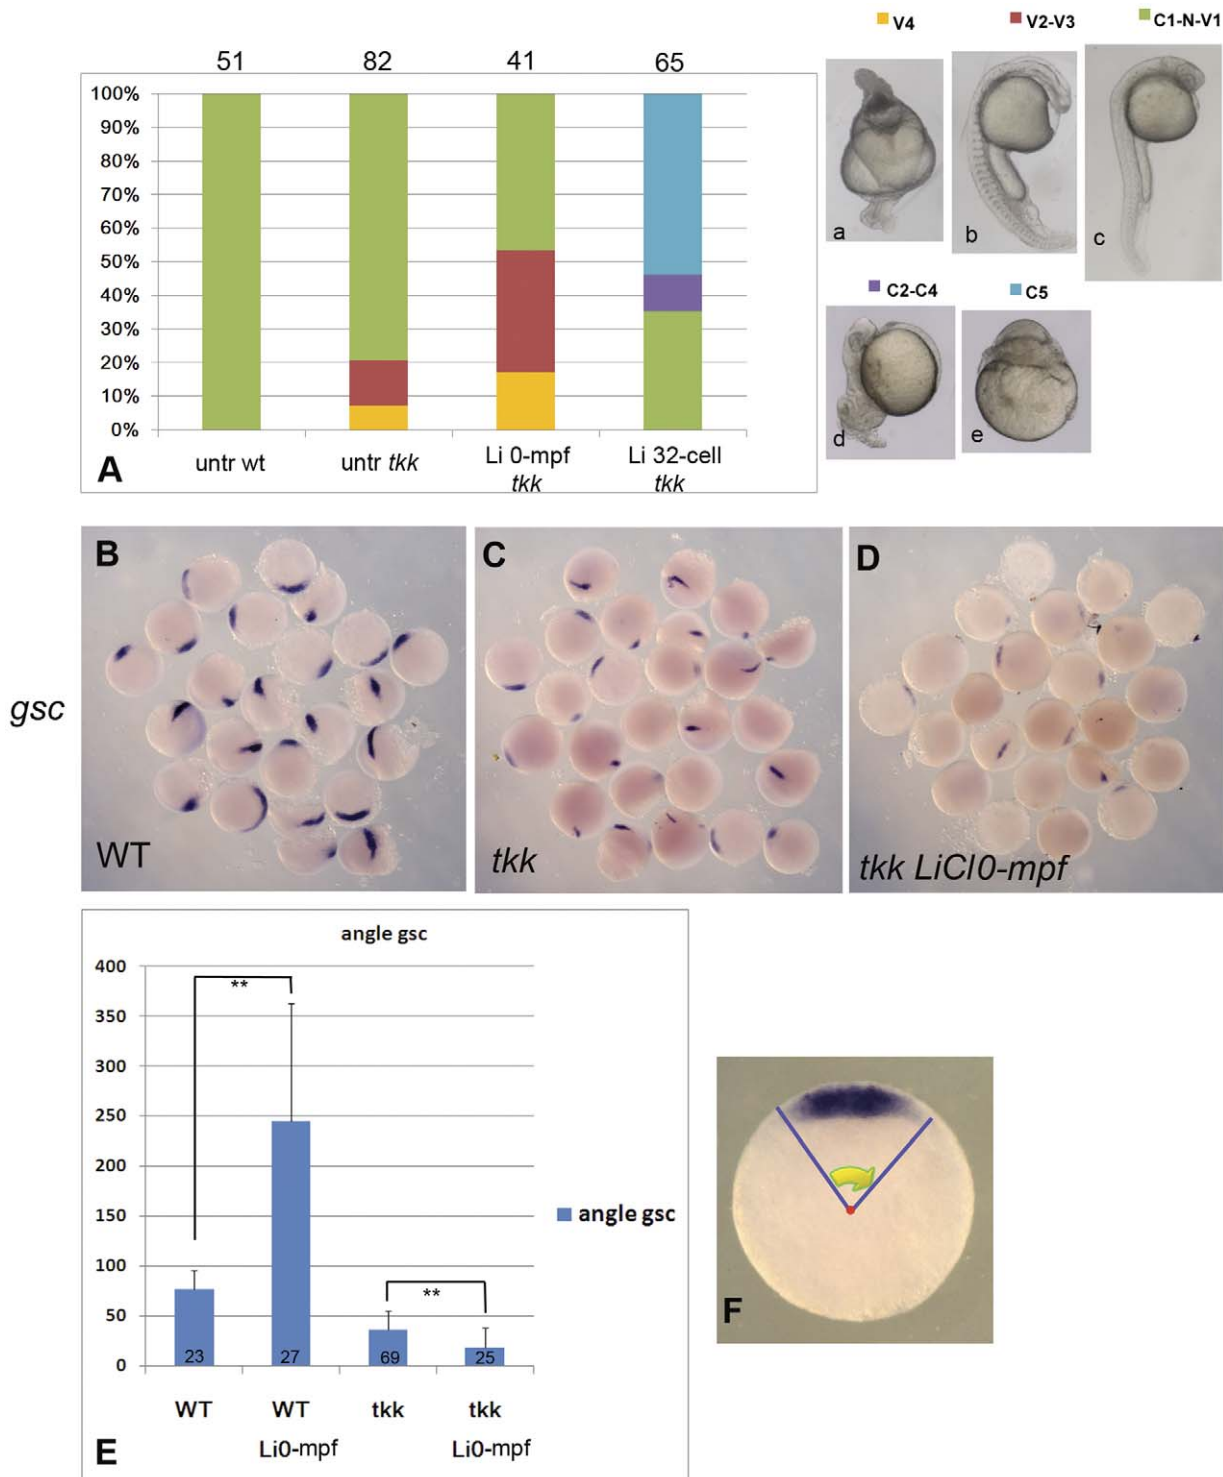 V4 V2-V3 C1-N-V1
51 82 41 65
100%
90%
80%
70%
60%
50%
40%
30%
20%
10%
0%
untr wt untr tkk Li 0-mpf tkk Li 32-cell tkk
A
a b c
C2-C4 C5
d e
gsc
B
WT
C
tkk
D
tkk LiCl0-mpf
angle gsc
400
350
300
250
200
150
100
50
0
** **
23 27 69 25
WT WT tkk tkk
Li0-mpf Li0-mpf
angle gsc
E
F